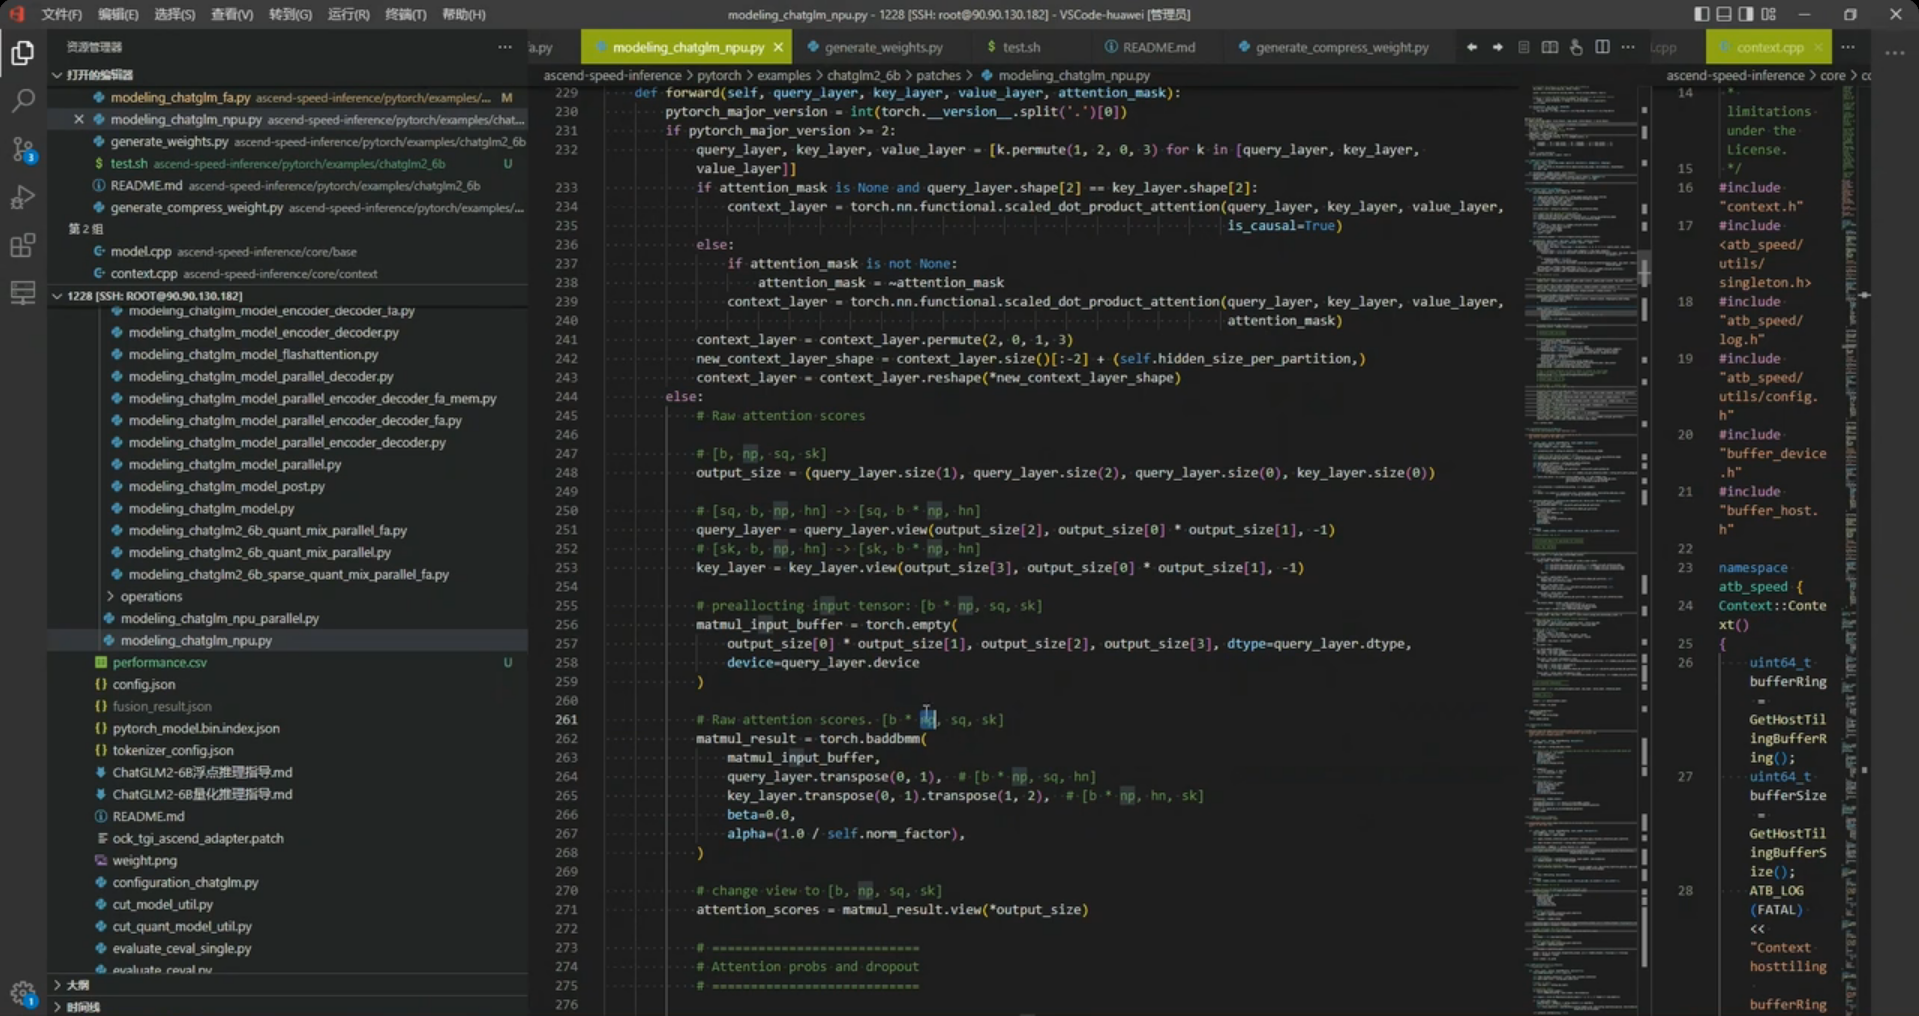 文件(F) 编辑(E) 选择(S) 查看(V) 转到(G) 运行(R) 终端(T) 帮助(H)
modeling_chatglm_npu.py - 1228 [SSH: root@90.90.130.182] - VSCode-huawei [管理员]
资源管理器
打开的编辑器
modeling_chatglm_fa.py ascend-speed-inference/pytorch/examples/... M
modeling_chatglm_npu.py ascend-speed-inference/pytorch/examples/chat...
generate_weights.py ascend-speed-inference/pytorch/examples/chatglm2_6b
$ test.sh ascend-speed-inference/pytorch/examples/chatglm2_6b U
README.md ascend-speed-inference/pytorch/examples/chatglm2_6b
generate_compress_weight.py ascend-speed-inference/pytorch/examples/...
第 2 组
model.cpp ascend-speed-inference/core/base
context.cpp ascend-speed-inference/core/context
1228 [SSH: ROOT@90.90.130.182]
modeling_chatglm_model_encoder_decoder_fa.py
modeling_chatglm_model_encoder_decoder.py
modeling_chatglm_model_flashattention.py
modeling_chatglm_model_parallel_decoder.py
modeling_chatglm_model_parallel_encoder_decoder_fa_mem.py
modeling_chatglm_model_parallel_encoder_decoder_fa.py
modeling_chatglm_model_parallel_encoder_decoder.py
modeling_chatglm_model_parallel.py
modeling_chatglm_model_post.py
modeling_chatglm_model.py
modeling_chatglm2_6b_quant_mix_parallel_fa.py
modeling_chatglm2_6b_quant_mix_parallel.py
modeling_chatglm2_6b_sparse_quant_mix_parallel_fa.py
operations
modeling_chatglm_npu_parallel.py
modeling_chatglm_npu.py
performance.csv U
{} config.json
{} fusion_result.json
{} pytorch_model.bin.index.json
{} tokenizer_config.json
ChatGLM2-6B浮点推理指导.md
ChatGLM2-6B量化推理指导.md
README.md
ock_tgi_ascend_adapter.patch
weight.png
configuration_chatglm.py
cut_model_util.py
cut_quant_model_util.py
evaluate_ceval_single.py
evaluate_ceval.py
大纲
时间线
3
1
fa.py modeling_chatglm_npu.py generate_weights.py $ test.sh README.md generate_compress_weight.py
ascend-speed-inference > pytorch > examples > chatglm2_6b > patches > modeling_chatglm_npu.py
229 def forward(self, query_layer, key_layer, value_layer, attention_mask):
230 pytorch_major_version = int(torch.__version__.split('.')[0])
231 if pytorch_major_version >= 2:
232 query_layer, key_layer, value_layer = [k.permute(1, 2, 0, 3) for k in [query_layer, key_layer,
value_layer]]
233 if attention_mask is None and query_layer.shape[2] == key_layer.shape[2]:
234 context_layer = torch.nn.functional.scaled_dot_product_attention(query_layer, key_layer, value_layer,
235 is_causal=True)
236 else:
237 if attention_mask is not None:
238 attention_mask = ~attention_mask
239 context_layer = torch.nn.functional.scaled_dot_product_attention(query_layer, key_layer, value_layer,
240 attention_mask)
241 context_layer = context_layer.permute(2, 0, 1, 3)
242 new_context_layer_shape = context_layer.size()[:-2] + (self.hidden_size_per_partition,)
243 context_layer = context_layer.reshape(*new_context_layer_shape)
244 else:
245 # Raw attention scores
246
247 # [b, np, sq, sk]
248 output_size = (query_layer.size(1), query_layer.size(2), query_layer.size(0), key_layer.size(0))
249
250 # [sq, b, np, hn] -> [sq, b * np, hn]
251 query_layer = query_layer.view(output_size[2], output_size[0] * output_size[1], -1)
252 # [sk, b, np, hn] -> [sk, b * np, hn]
253 key_layer = key_layer.view(output_size[3], output_size[0] * output_size[1], -1)
254
255 # preallocting input tensor: [b * np, sq, sk]
256 matmul_input_buffer = torch.empty(
257 output_size[0] * output_size[1], output_size[2], output_size[3], dtype=query_layer.dtype,
258 device=query_layer.device
259 )
260
261 # Raw attention scores. [b * np, sq, sk]
262 matmul_result = torch.baddbmm(
263 matmul_input_buffer,
264 query_layer.transpose(0, 1), # [b * np, sq, hn]
265 key_layer.transpose(0, 1).transpose(1, 2), # [b * np, hn, sk]
266 beta=0.0,
267 alpha=(1.0 / self.norm_factor),
268 )
269
270 # change view to [b, np, sq, sk]
271 attention_scores = matmul_result.view(*output_size)
272
273 # ===========================
274 # Attention probs and dropout
275 # ===========================
276
.cpp context.cpp
ascend-speed-inference > core > co
14 *
limitations
under the
License.
15 */
16 #include
"context.h"
17 #include
<atb_speed/
utils/
singleton.h>
18 #include
"atb_speed/
log.h"
19 #include
"atb_speed/
utils/config.
h"
20 #include
"buffer_device
.h"
21 #include
"buffer_host.
h"
22
23 namespace
atb_speed {
24 Context::Conte
xt()
25 {
26 uint64_t
bufferRing
=
GetHostTil
ingBufferR
ing();
27 uint64_t
bufferSize
=
GetHostTil
ingBufferS
ize();
28 ATB_LOG
(FATAL)
<<
"Context
hosttiling
bufferRing